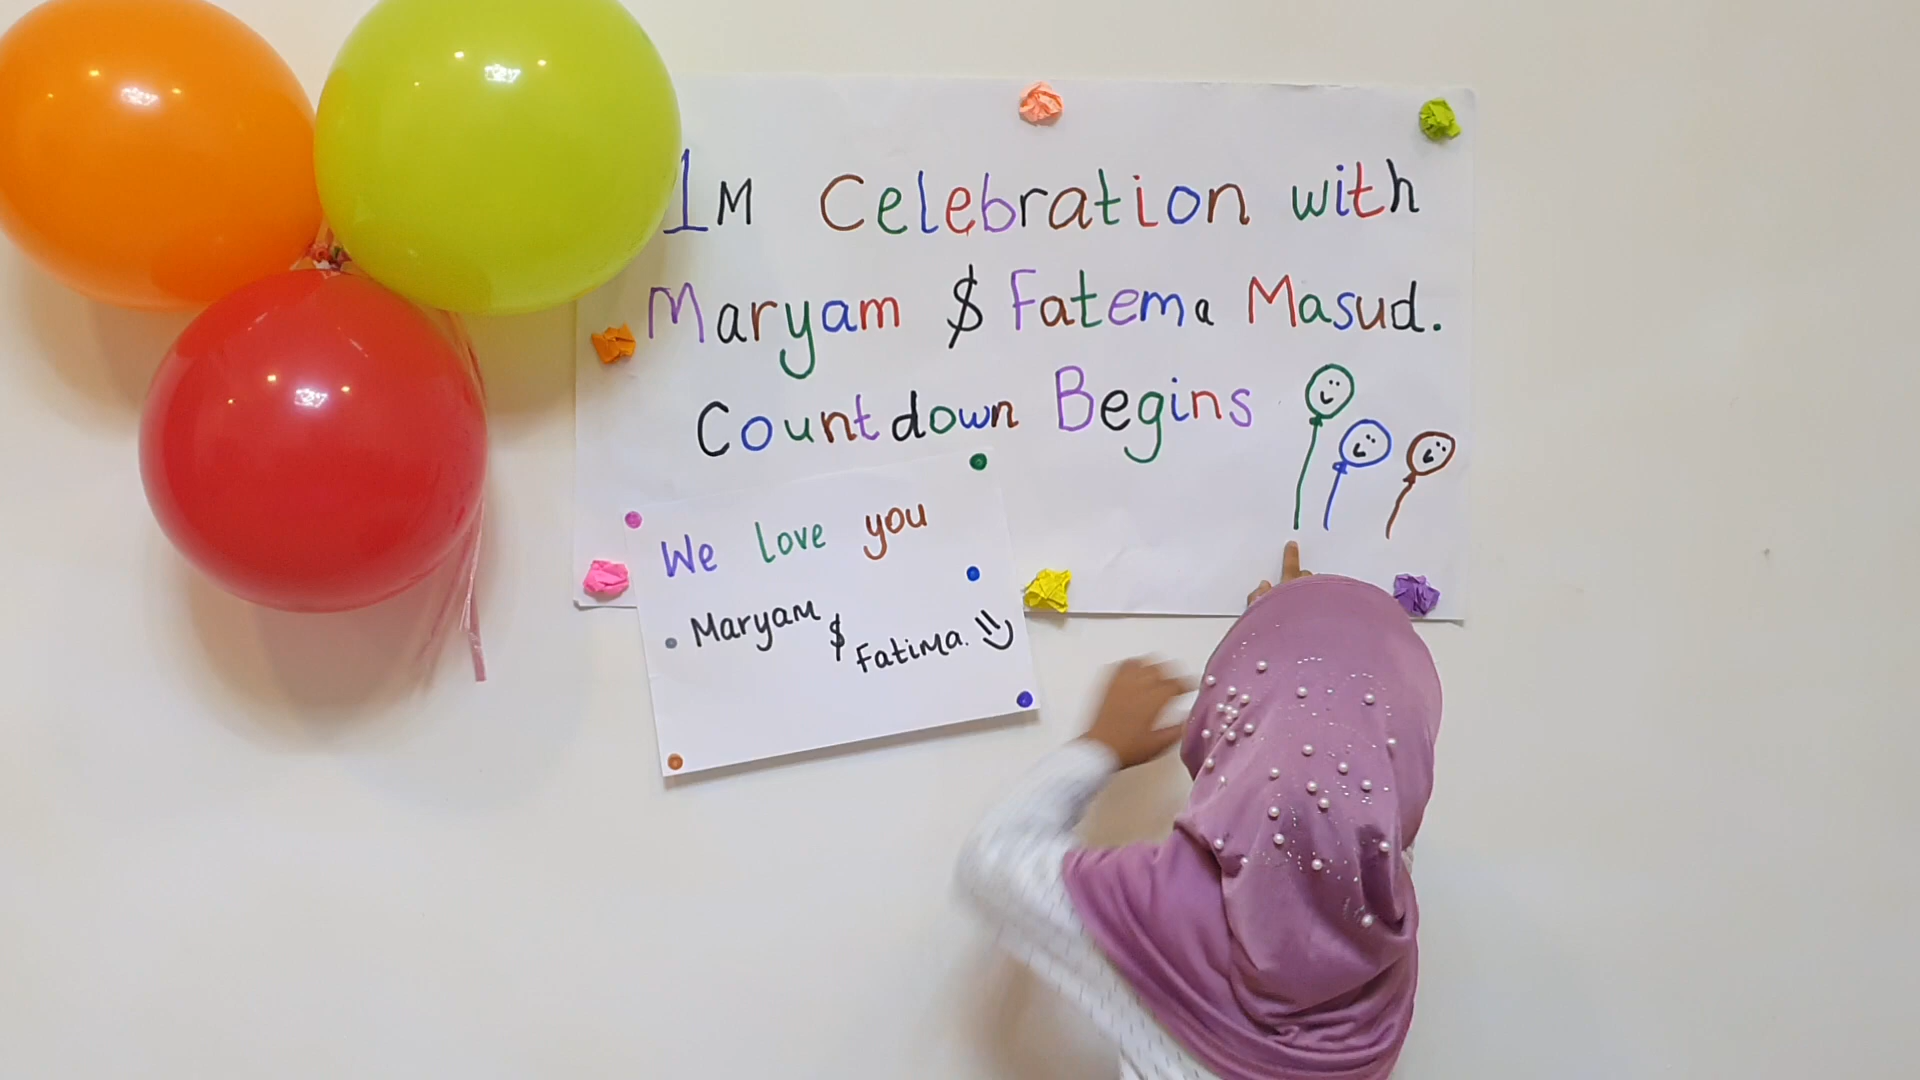 1M Celebration with
Maryam $ Fatema Masud.
Countdown Begins
We love you
Maryam $ Fatima.